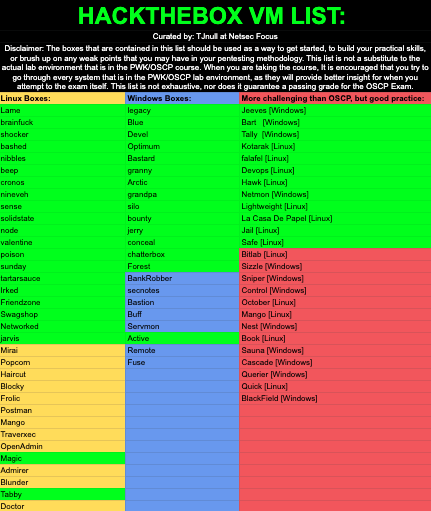 HACKTHEBOX VM LIST:
Curated by: TJnull at Netsec Focus
Disclaimer: The boxes that are contained in this list should be used as a way to get started, to build your practical skills,
or brush up on any weak points that you may have in your pentesting methodology. This list is not a substitute to the
actual lab environment that is in the PWK/OSCP course. When you are taking the course, It is encouraged that you try to
go through every system that is in the PWK/OSCP lab environment, as they will provide better insight for when you
attempt to the exam itself. This list is not exhaustive, nor does it guarantee a passing grade for the OSCP Exam.
Linux Boxes: Windows Boxes: More challenging than OSCP, but good practice:
Lame legacy Jeeves [Windows]
brainfuck Blue Bart [Windows]
shocker Devel Tally [Windows]
bashed Optimum Kotarak [Linux]
nibbles Bastard falafel [Linux]
beep granny Devops [Linux]
cronos Arctic Hawk [Linux]
nineveh grandpa Netmon [Windows]
sense silo Lightweight [Linux]
solidstate bounty La Casa De Papel [Linux]
node jerry Jail [Linux]
valentine conceal Safe [Linux]
poison chatterbox Bitlab [Linux]
sunday Forest Sizzle [Windows]
tartarsauce BankRobber Sniper [Windows]
Irked secnotes Control [Windows]
Friendzone Bastion October [Linux]
Swagshop Buff Mango [Linux]
Networked Servmon Nest [Windows]
jarvis Active Book [Linux]
Mirai Remote Sauna [Windows]
Popcorn Fuse Cascade [Windows]
Haircut Querier [Windows]
Blocky Quick [Linux]
Frolic BlackField [Windows]
Postman
Mango
Traverxec
OpenAdmin
Magic
Admirer
Blunder
Tabby
Doctor